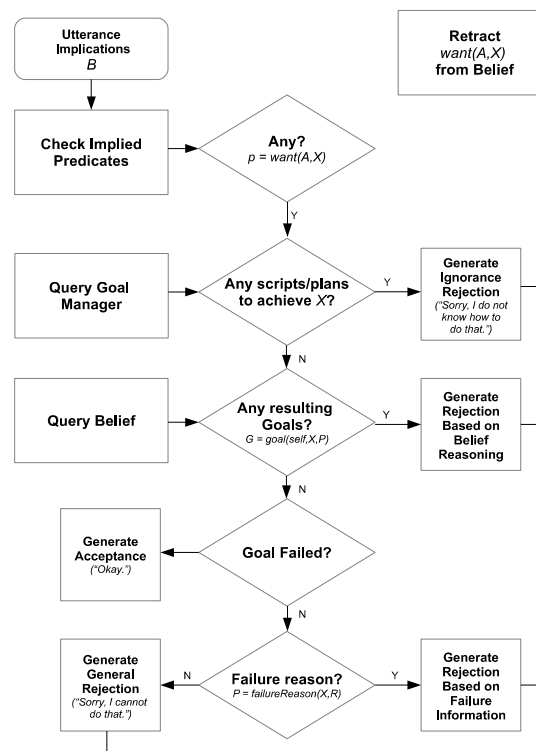 Utterance
Implications
B
Retract
want(A,X)
from Belief
Check Implied
Predicates
Any?
p = want(A,X)
Y
Query Goal
Manager
Any scripts/plans
to achieve X?
Y
Generate
Ignorance
Rejection
("Sorry, I do not
know how to
do that.")
N
Query Belief
Any resulting
Goals?
G = goal(self,X,P)
Y
Generate
Rejection
Based on
Belief
Reasoning
N
Generate
Acceptance
("Okay.")
Goal Failed?
N
Generate
General
Rejection
("Sorry, I cannot
do that.")
N
Failure reason?
P = failureReason(X,R)
Y
Generate
Rejection
Based on
Failure
Information